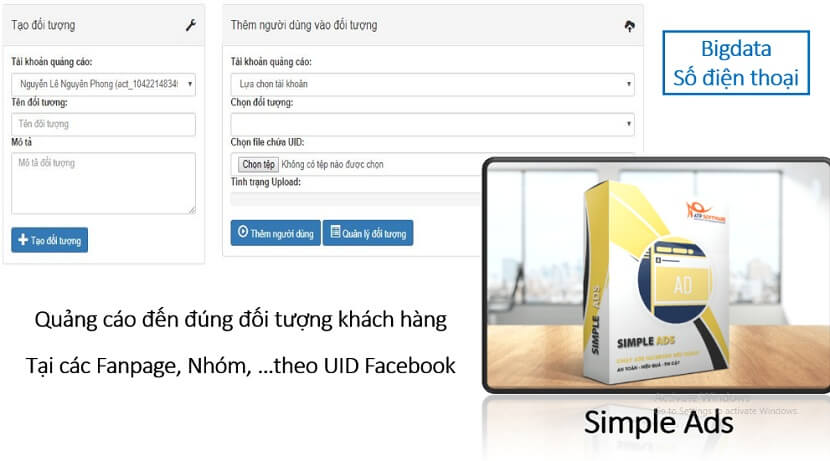 Tạo đối tượng
Tài khoản quảng cáo:
Nguyễn Lê Nguyên Phong (act_1042214834
Tên đối tương:
Tên đối tượng
Mô tả
Mô tả đối tượng
Tạo đối tượng
Thêm người dùng vào đối tượng
Tài khoản quảng cáo:
Lựa chọn tài khoản
Chọn đối tượng:
Chọn file chứa UID:
Chọn tệp Không có tệp nào được chọn
Tình trạng Upload:
Thêm người dùng
Quản lý đối tượng
Bigdata
Số điện thoại
ATP SOFTWARE
AD
SIMPLE ADS
SIMPLE ADS
AN TOÀN - HIỆU QUẢ - TIN CẬY
Quảng cáo đến đúng đối tượng khách hàng
Tại các Fanpage, Nhóm, ...theo UID Facebook
Activate Windows
Go to Settings to activate Windows.
Simple Ads